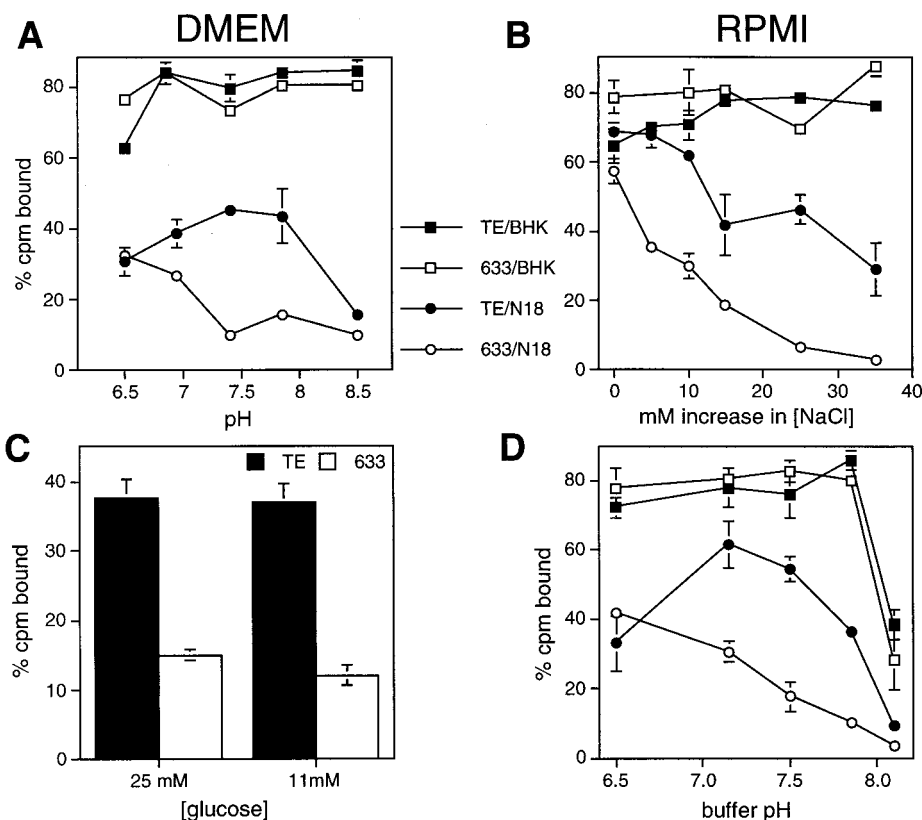 DMEM
RPMI
A
% cpm bound
80
60
40
20
0
6.5 7 7.5 8 8.5
pH
TE/BHK
633/BHK
TE/N18
633/N18
B
80
60
40
20
0
0 10 20 30 40
mM increase in [NaCl]
C
TE 633
% cpm bound
40
30
20
10
0
25 mM 11mM
[glucose]
D
% cpm bound
80
60
40
20
0
6.5 7.0 7.5 8.0
buffer pH